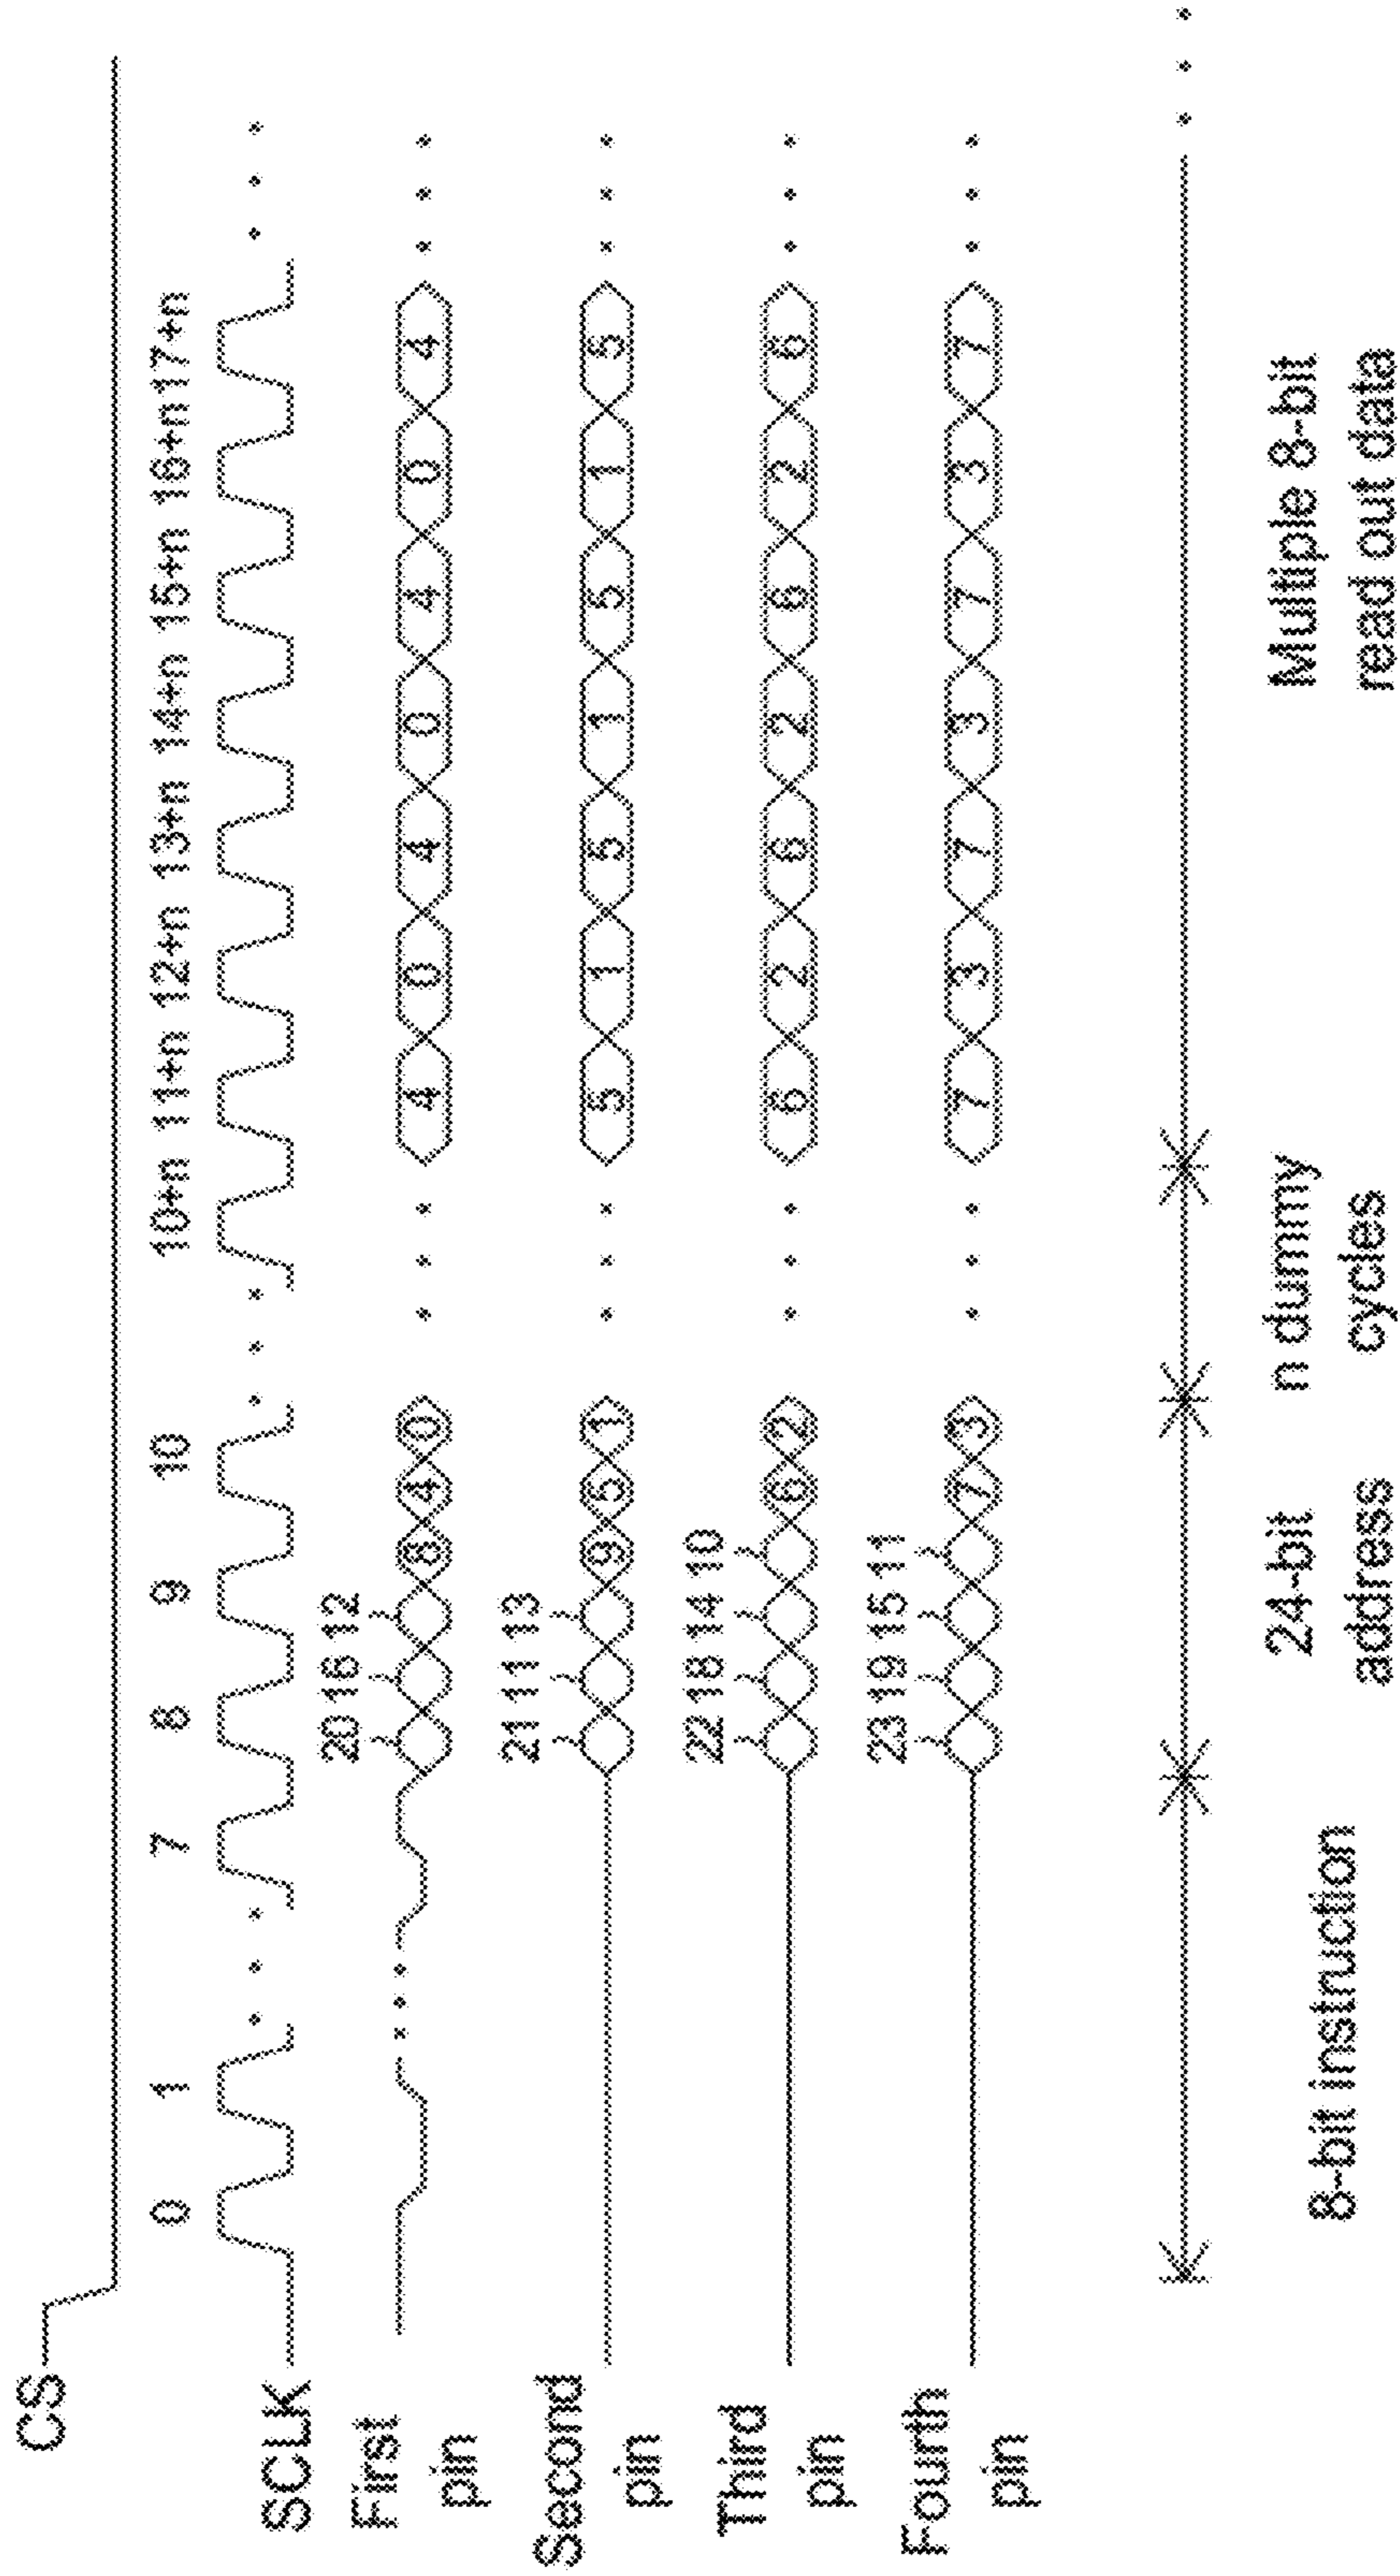 CS
0 1 7 8 9 10 10+n 11+n 12+n 13+n 14+n 15+n 16+n 17+n
SCLK
20 16 12
First
pin
8 4 0 4 0 4 0 4 0 4
21 11 13
Second
pin
9 5 1 5 1 5 1 5 1 5
22 18 14 10
Third
pin
6 2 6 2 6 2 6 2 6
23 19 15 11
Fourth
pin
7 3 7 3 7 3 7 3 7
8-bit instruction
24-bit
address
n dummy
cycles
Multiple 8-bit
read out data